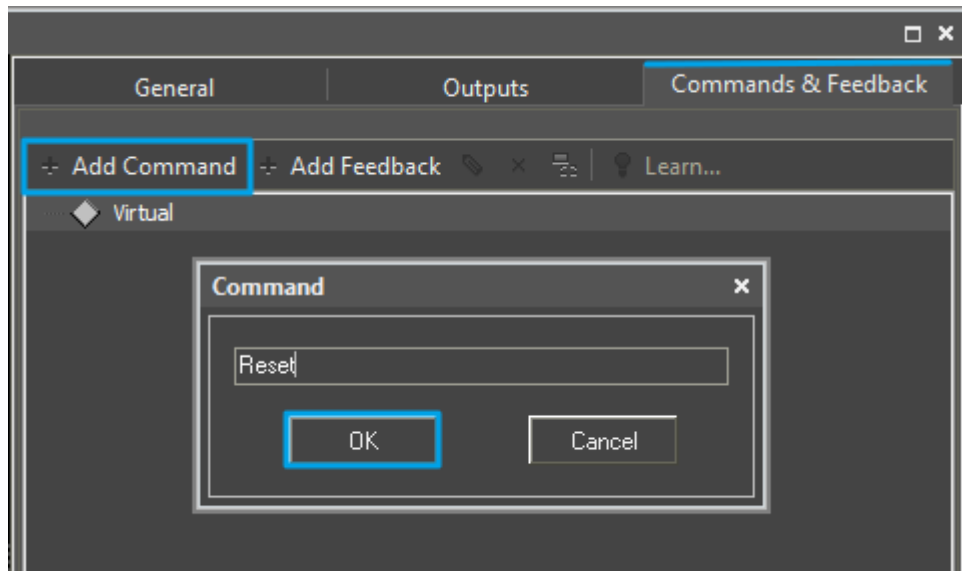 General Outputs Commands & Feedback
Add Command Add Feedback Learn...
Virtual
Command
Reset
OK Cancel